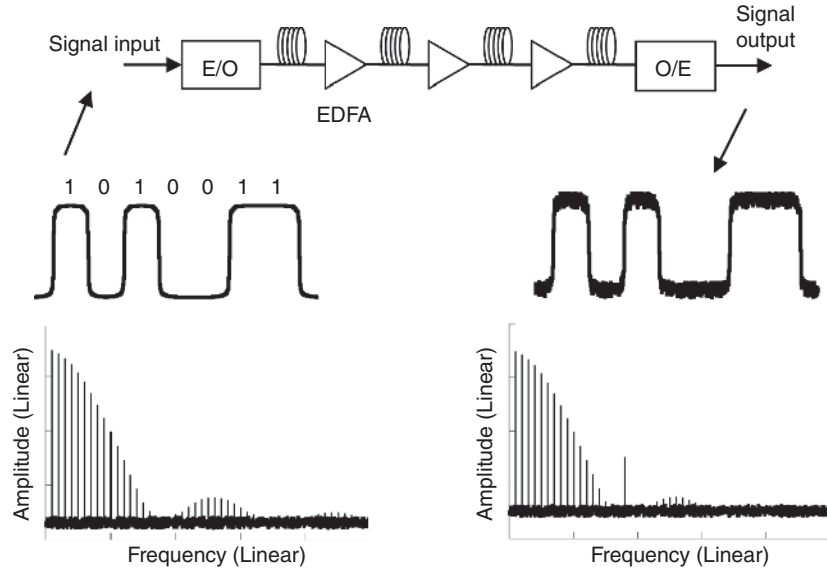 Signal input
E/O
EDFA
O/E
Signal
output
1 0 1 0 0 1 1
Amplitude (Linear)
Frequency (Linear)
Amplitude (Linear)
Frequency (Linear)